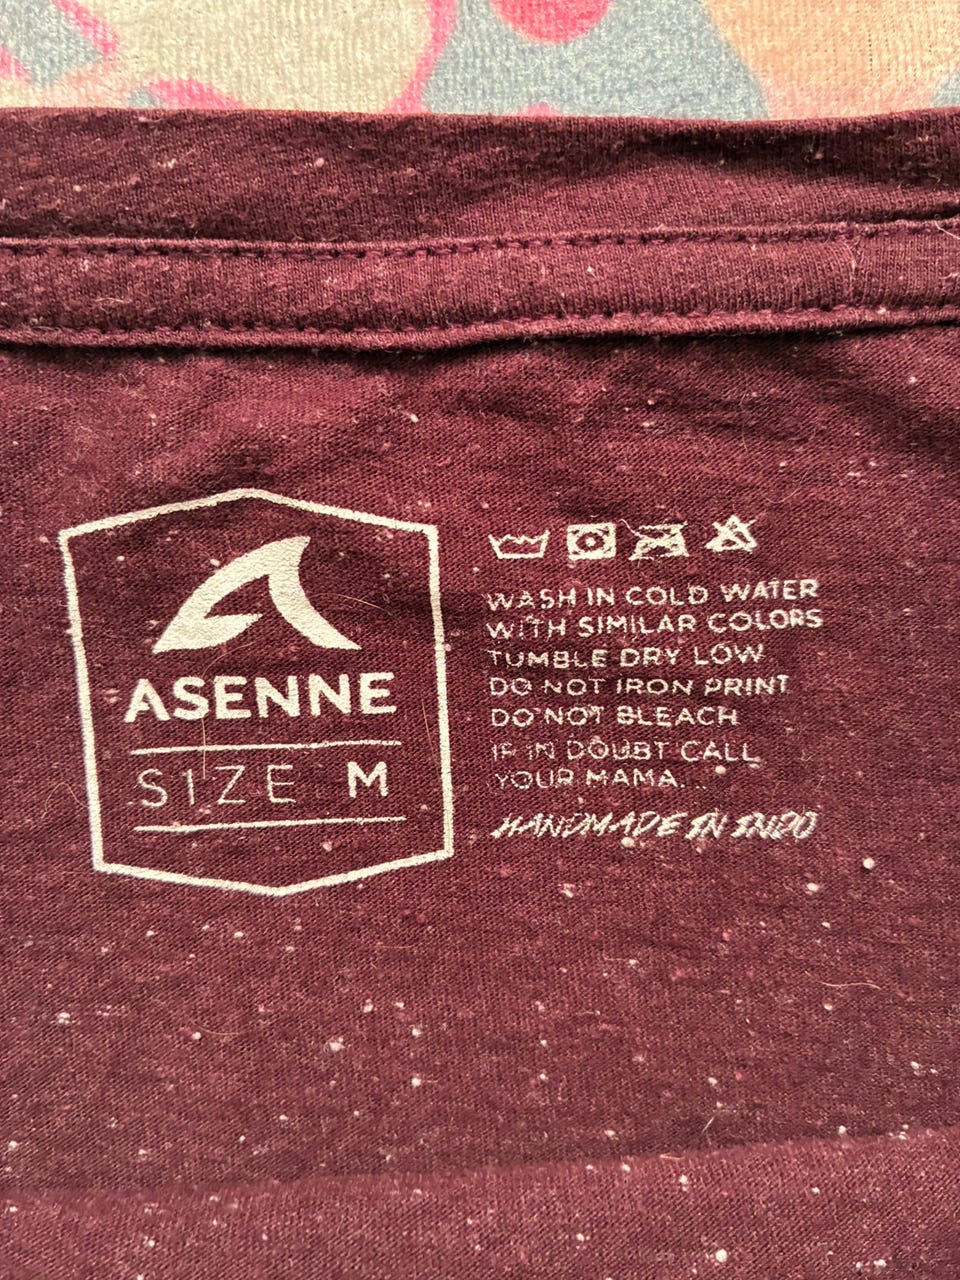 ASENNE
SIZE M
WASH IN COLD WATER
WITH SIMILAR COLORS
TUMBLE DRY LOW
DO NOT IRON PRINT
DO NOT BLEACH
IF IN DOUBT CALL
YOUR MAMA...
HANDMADE IN INDO